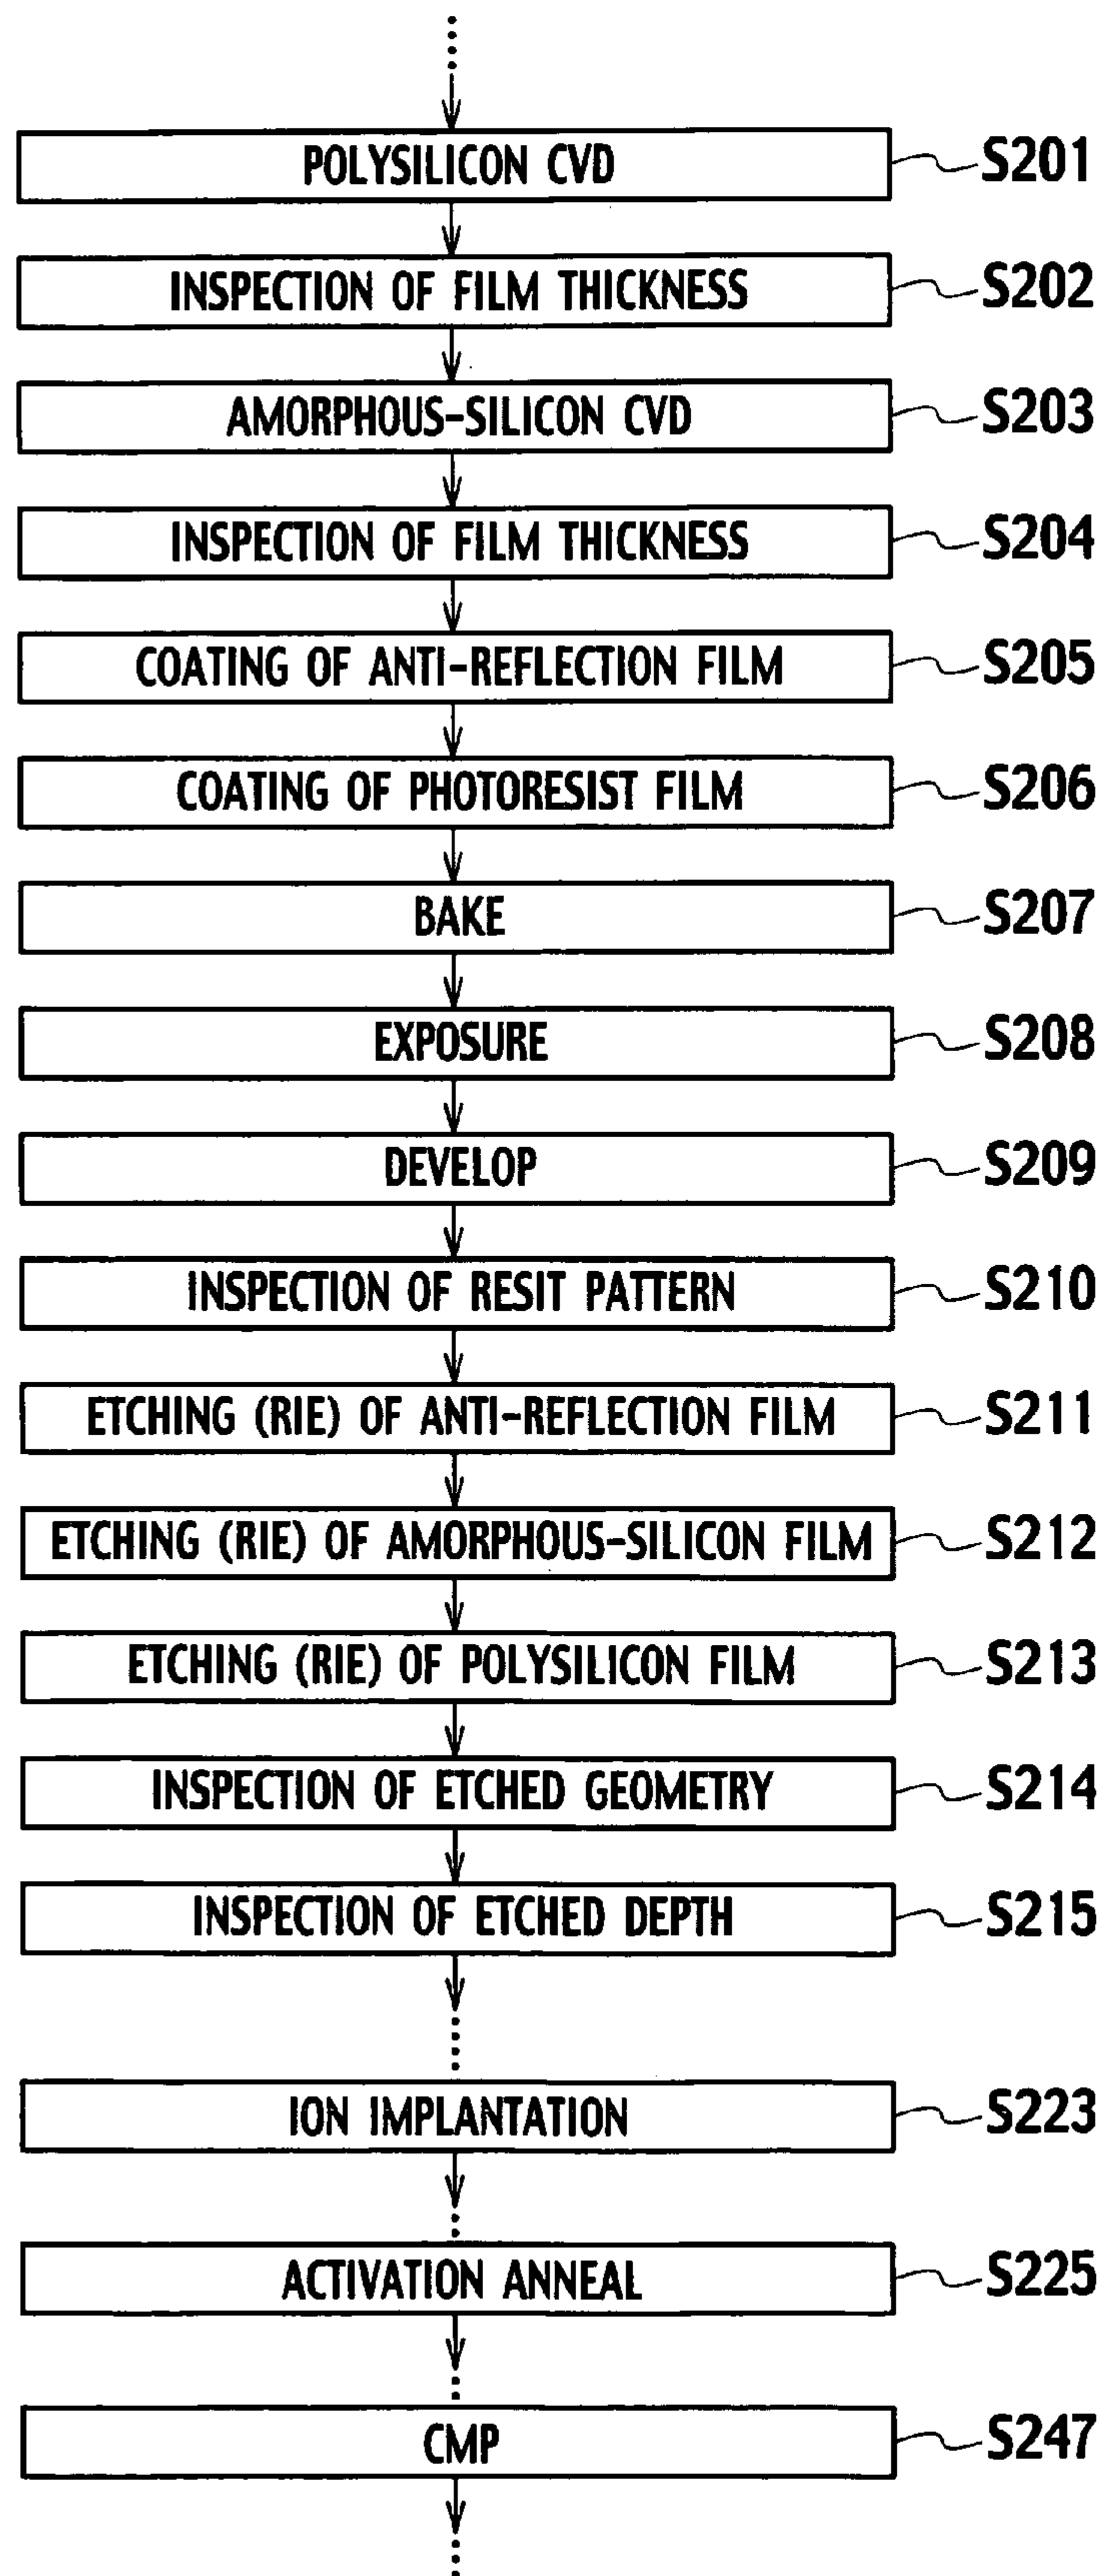 POLYSILICON CVD S201
INSPECTION OF FILM THICKNESS S202
AMORPHOUS-SILICON CVD S203
INSPECTION OF FILM THICKNESS S204
COATING OF ANTI-REFLECTION FILM S205
COATING OF PHOTORESIST FILM S206
BAKE S207
EXPOSURE S208
DEVELOP S209
INSPECTION OF RESIT PATTERN S210
ETCHING (RIE) OF ANTI-REFLECTION FILM S211
ETCHING (RIE) OF AMORPHOUS-SILICON FILM S212
ETCHING (RIE) OF POLYSILICON FILM S213
INSPECTION OF ETCHED GEOMETRY S214
INSPECTION OF ETCHED DEPTH S215
ION IMPLANTATION S223
ACTIVATION ANNEAL S225
CMP S247